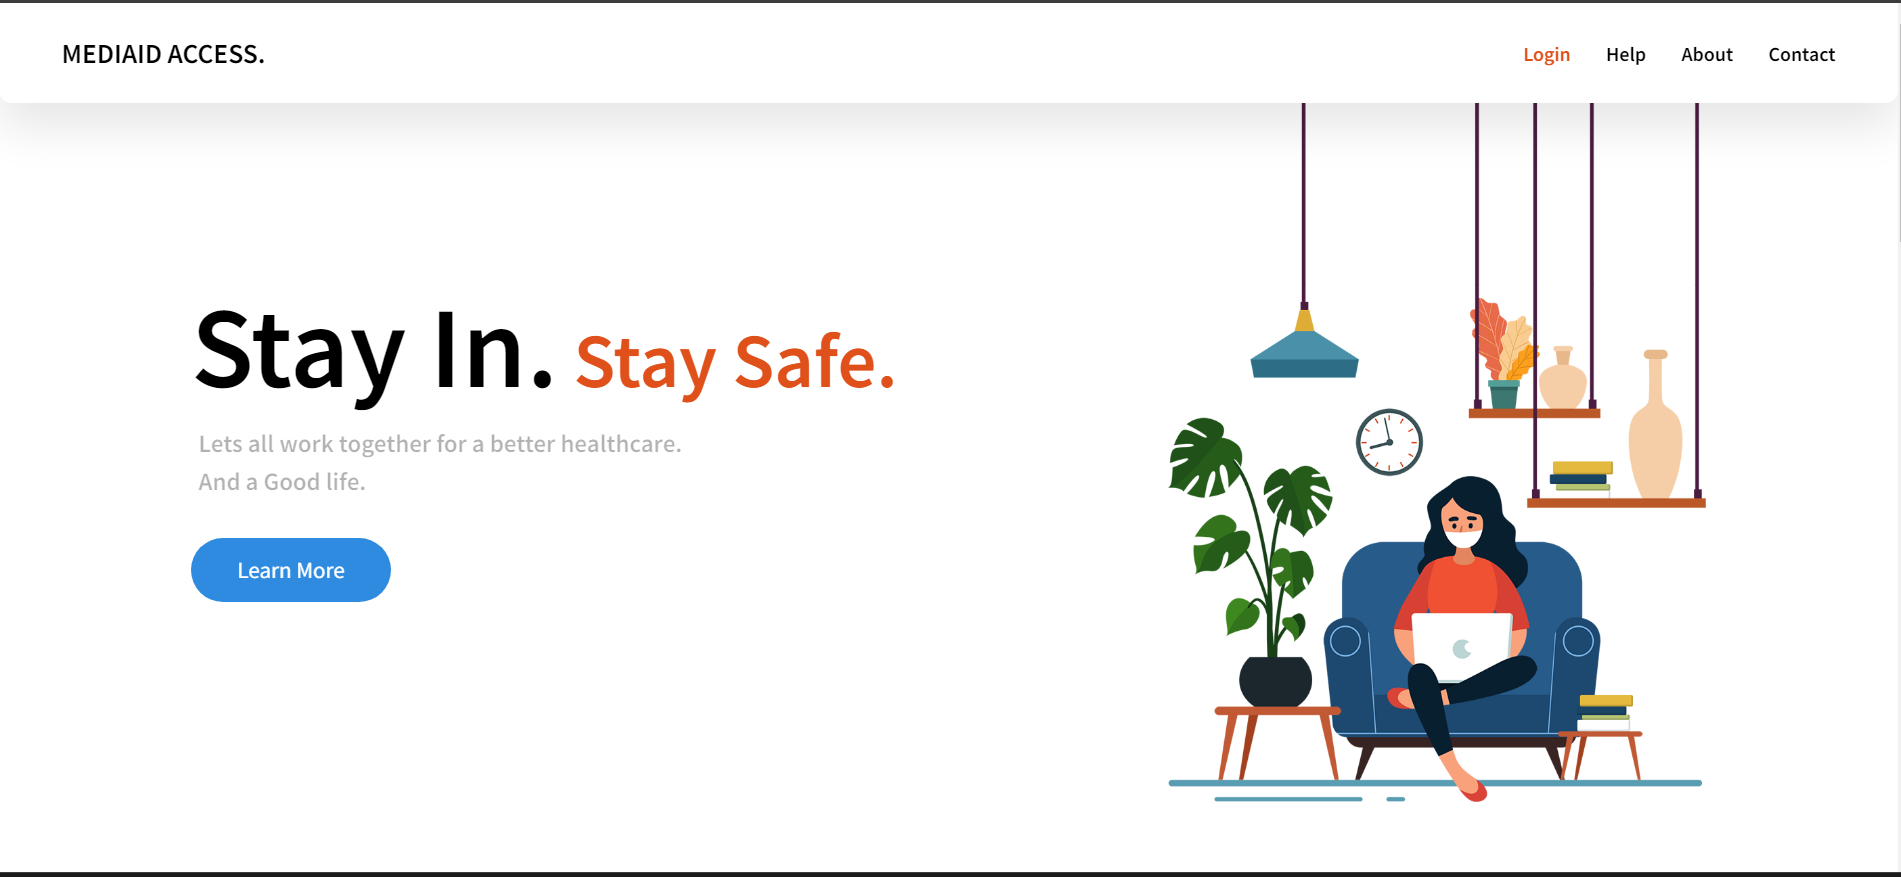 MEDIAID ACCESS.
Login Help About Contact
Stay In. Stay Safe.
Lets all work together for a better healthcare.
And a Good life.
Learn More